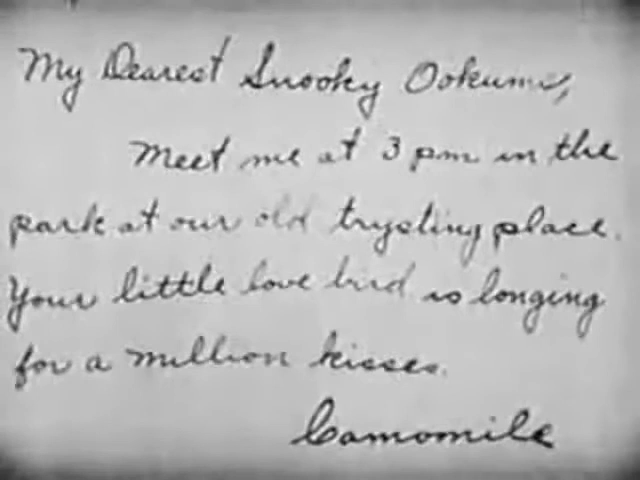 My Dearest Snooky Ookums,
Meet me at 3 pm in the
park at our old trysting place.
Your little love bird is longing
for a million kisses.
Camomile